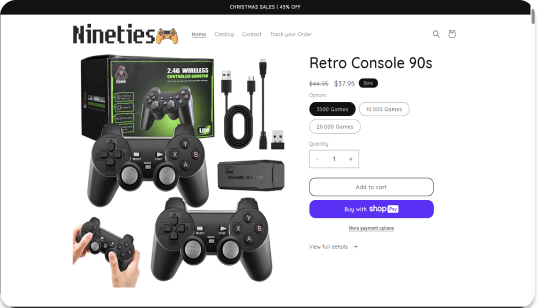 CHRISTMAS SALES | 45% OFF
Nineties
Home Catalog Contact Track your Order
2.4G WIRELESS
CONTROLLER GAMEPAD
Retro Console 90s
$44.95 $37.95 Sale
Options
3500 Games 10.000 Games
20.000 Games
Quantity
- 1 +
Add to cart
Buy with shop Pay
More payment options
View full details →
Y
X B
A
Y
X B
A